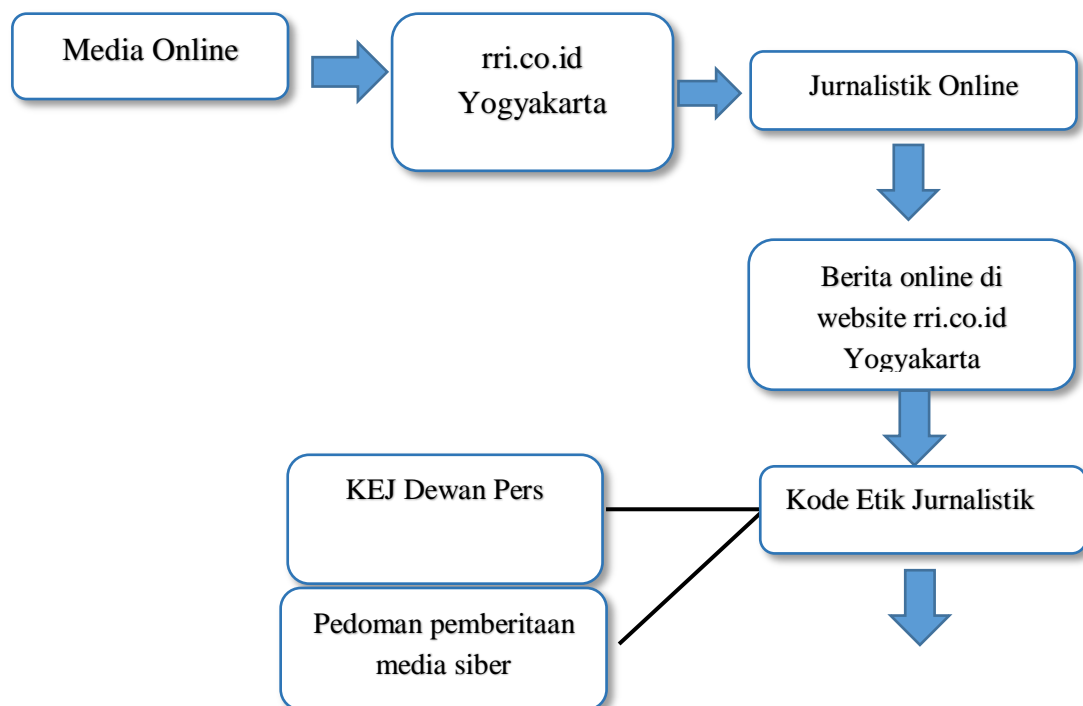 Media Online
rri.co.id
Yogyakarta
Jurnalistik Online
Berita online di
website rri.co.id
Yogyakarta
KEJ Dewan Pers
Kode Etik Jurnalistik
Pedoman pemberitaan
media siber